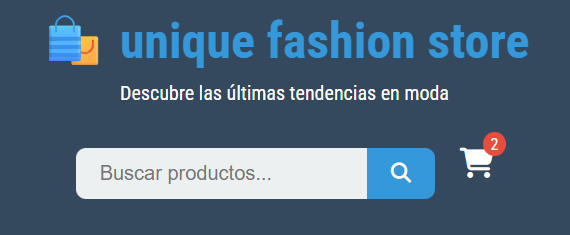 unique fashion store
Descubre las últimas tendencias en moda
Buscar productos...
2